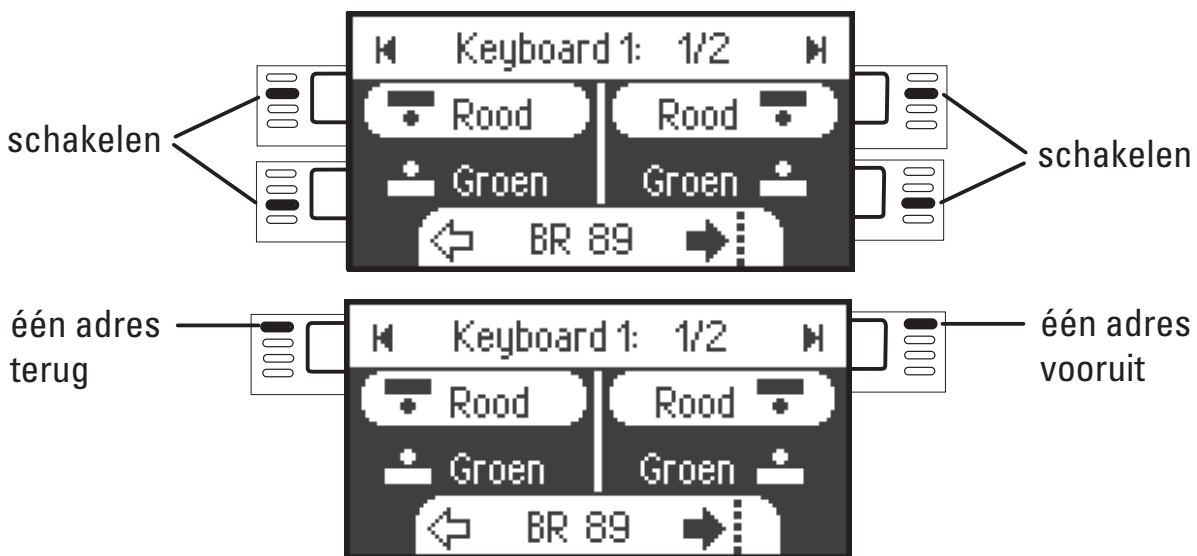 Keyboard 1: 1/2
Rood Rood
schakelen schakelen
Groen Groen
BR 89
één adres terug
Keyboard 1: 1/2
één adres vooruit
Rood Rood
Groen Groen
BR 89